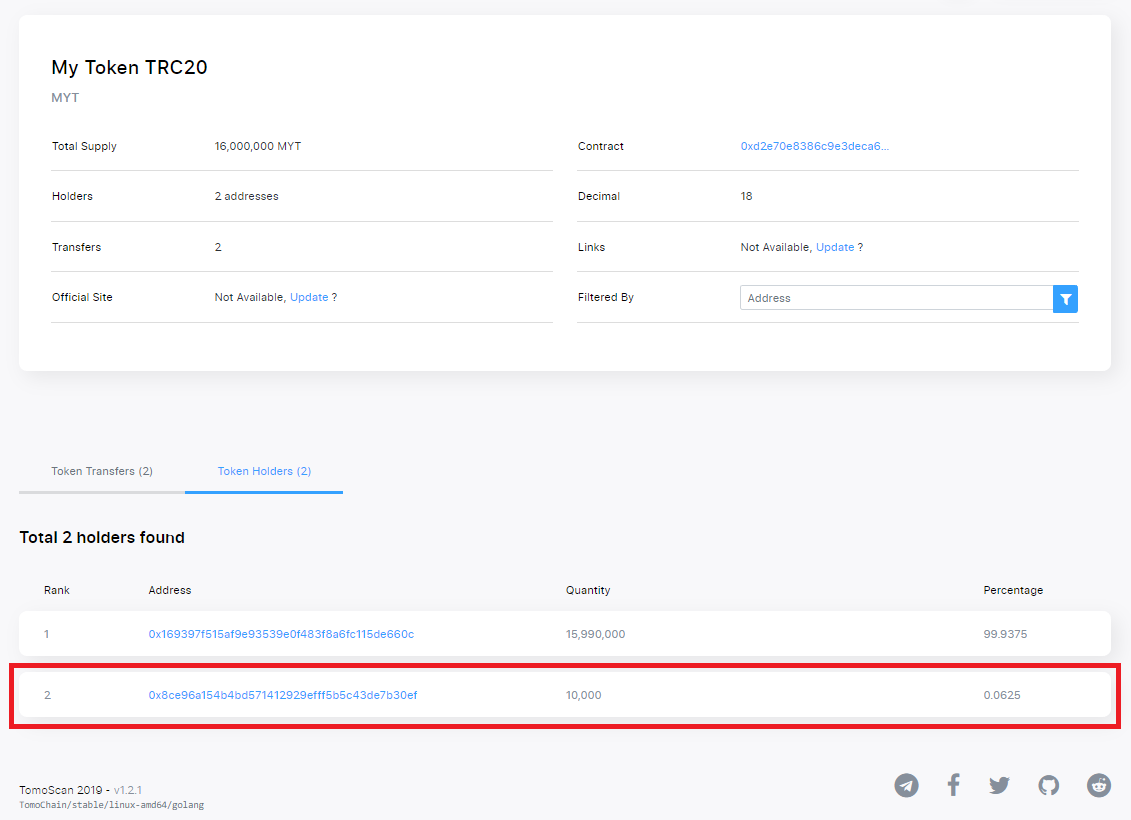 My Token TRC20
MYT
Total Supply 16,000,000 MYT Contract 0xd2e70e8386c9e3deca6...
Holders 2 addresses Decimal 18
Transfers 2 Links Not Available, Update ?
Official Site Not Available, Update ? Filtered By Address
Token Transfers (2) Token Holders (2)
Total 2 holders found
Rank Address Quantity Percentage
1 0x169397f515af9e93539e0f483f8a6fc115de660c 15,990,000 99.9375
2 0x8ce96a154b4bd571412929efff5b5c43de7b30ef 10,000 0.0625
TomoScan 2019 - v1.2.1
TomoChain/stable/linux-amd64/golang